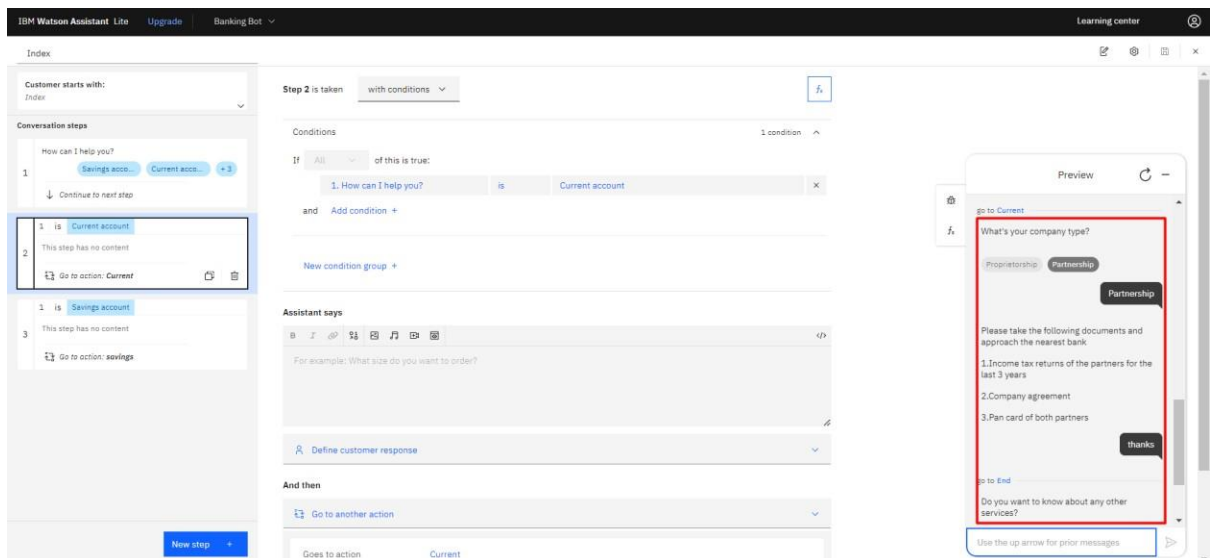 IBM Watson Assistant Lite Upgrade Banking Bot Learning center
Index
Customer starts with:
Index
Conversation steps
1
How can I help you?
Savings acco... Current acco... + 3
Continue to next step
2
1 is Current account
This step has no content
Go to action: Current
3
1 is Savings account
This step has no content
Go to action: savings
New step +
Step 2 is taken with conditions
fx
Conditions 1 condition
If All of this is true:
1. How can I help you? is Current account ×
and Add condition +
New condition group +
Assistant says
B I </>
For example: What size do you want to order?
Define customer response
And then
Go to another action
Goes to action Current
fx
Preview
go to Current
What's your company type?
Proprietorship Partnership
Partnership
Please take the following documents and
approach the nearest bank
1.Income tax returns of the partners for the
last 3 years
2.Company agreement
3.Pan card of both partners
thanks
go to End
Do you want to know about any other
services?
Use the up arrow for prior messages